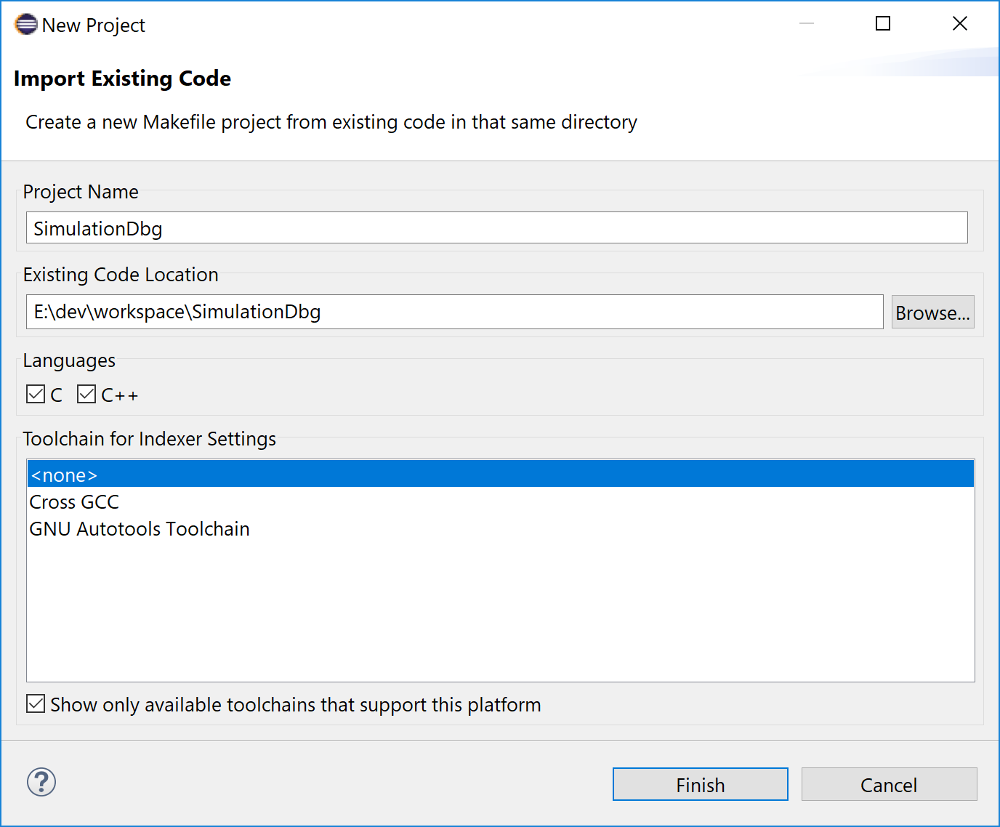 New Project
Import Existing Code
Create a new Makefile project from existing code in that same directory
Project Name
SimulationDbg
Existing Code Location
E:\dev\workspace\SimulationDbg
Browse...
Languages
C C++
Toolchain for Indexer Settings
<none>
Cross GCC
GNU Autotools Toolchain
Show only available toolchains that support this platform
?
Finish Cancel